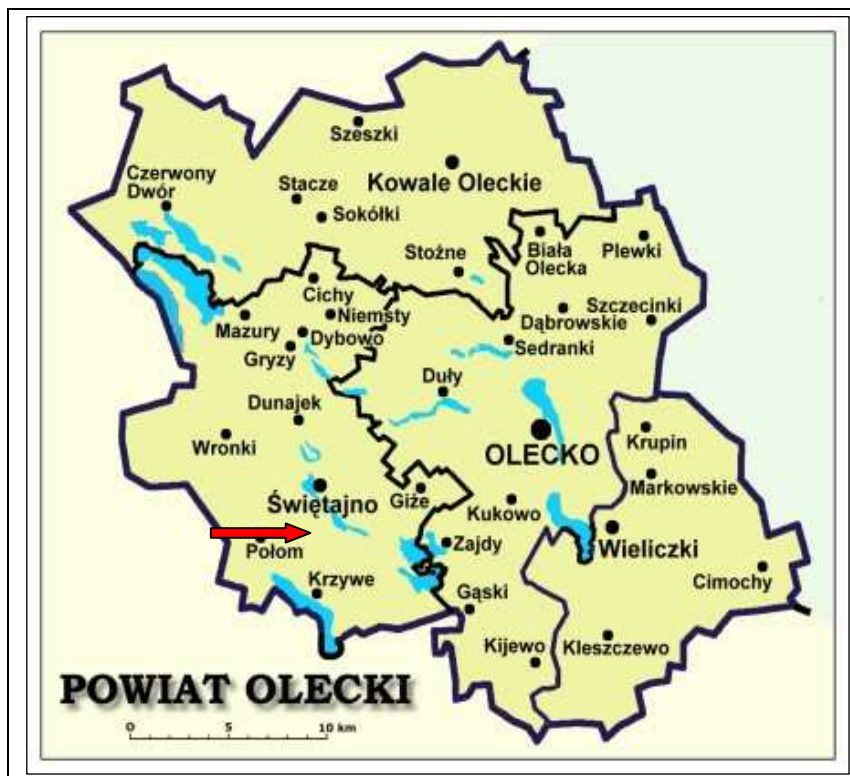 Szeszki
Kowale Oleckie
Czerwony
Dwór
Stacze
Sokółki
Stożne
Biała
Olecka
Plewki
Cichy
Niemsty
Mazury
Dybowo
Gryzy
Szczecinki
Dąbrowskie
Sedranki
Duły
Dunajek
Wronki
OLECKO
Krupin
Markowskie
Świętajno
Giże
Kukowo
Połom
Zajdy
Wieliczki
Cimochy
Krzywe
Gąski
Kijewo
Kleszczewo
POWIAT OLECKI
0 5 10 km